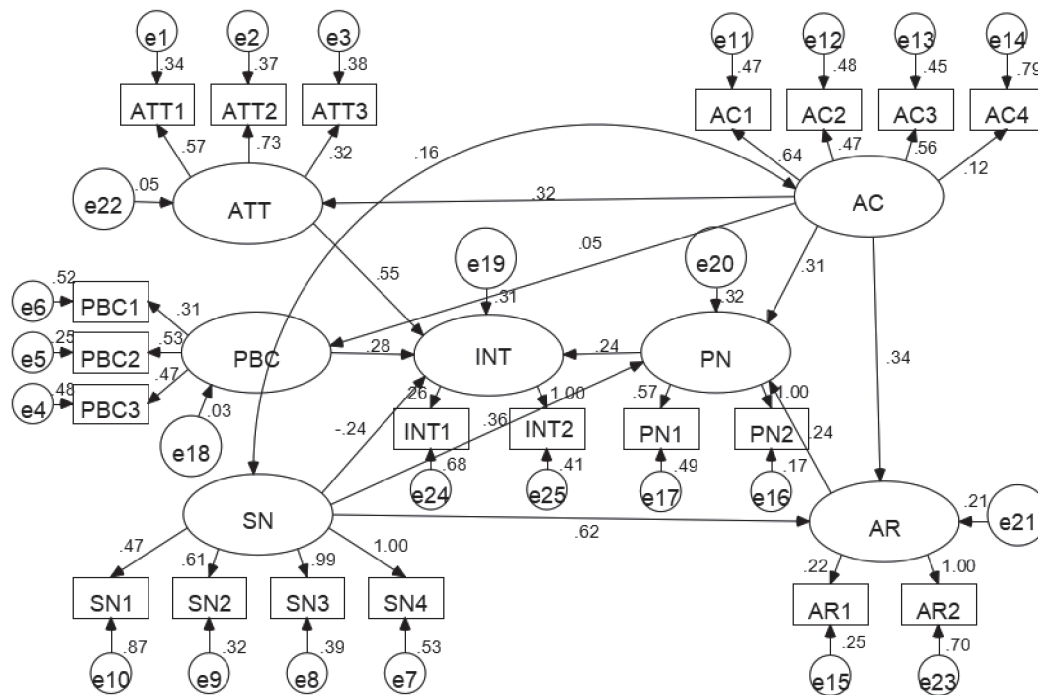 e1 e2 e3 e11 e12 e13 e14
.34 .37 .38 .47 .48 .45 .79
ATT1 ATT2 ATT3 AC1 AC2 AC3 AC4
.57 .73 .32 .16 .64 .47 .56 .12
e22 .05 ATT .32 AC
.05
e19 e20
.55 .31
e6 .52 PBC1 .31 .31 .32
e5 .25 PBC2 .53 PBC .28 INT .24 PN
e4 .48 PBC3 .47 .34
.03 .26 1.00 .57 1.00
e18 -.24 .36 INT1 INT2 PN1 PN2 .24
.68 .41 .49 .17
e24 e25 e17 e16
SN .62 AR .21 e21
.47 .61 .99 1.00 .22 1.00
SN1 SN2 SN3 SN4 AR1 AR2
.87 .32 .39 .53 .25 .70
e10 e9 e8 e7 e15 e23